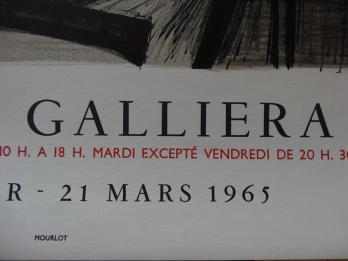 GALLIERA
10 H. A 18 H. MARDI EXCEPTÉ VENDREDI DE 20 H. 30
R - 21 MARS 1965
MOURLOT